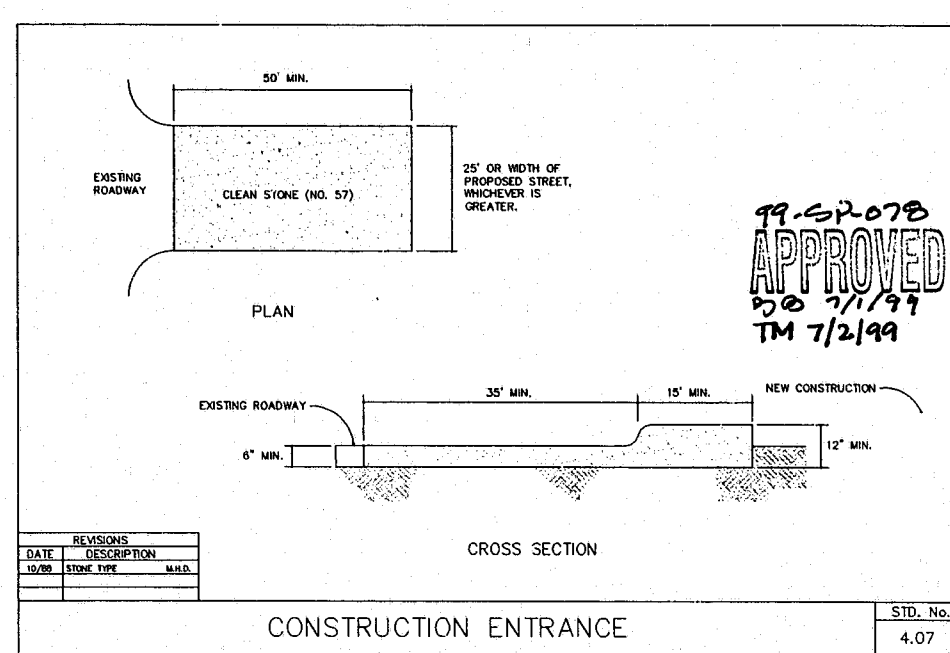 50' MIN.
EXISTING
ROADWAY
CLEAN STONE (NO. 57)
25' OR WIDTH OF
PROPOSED STREET,
WHICHEVER IS
GREATER.
PLAN
99-SP-078
APPROVED
7/1/99
TM 7/2/99
EXISTING ROADWAY
35' MIN.
15' MIN.
NEW CONSTRUCTION
6" MIN.
12" MIN.
CROSS SECTION
REVISIONS
DATE DESCRIPTION
10/88 STONE TYPE M.H.D.
CONSTRUCTION ENTRANCE
STD. No.
4.07